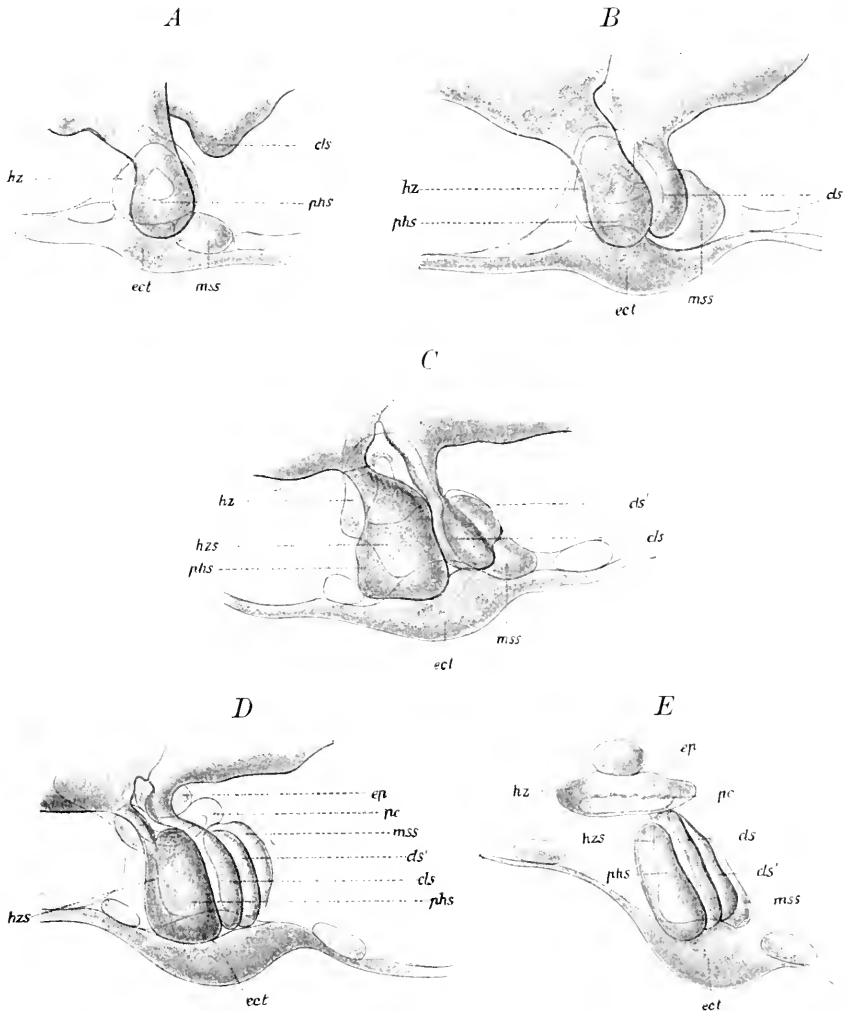 A
B
cls
hz
phs
ect mss
hz
phs
cls
ect
mss
C
hz
hzs
phs
cls'
cls
mss
ect
D
E
ep
pc
mss
cls'
cls
phs
hzs
ect
ep
hz
pc
hzs
cls
phs
cls'
mss
ect